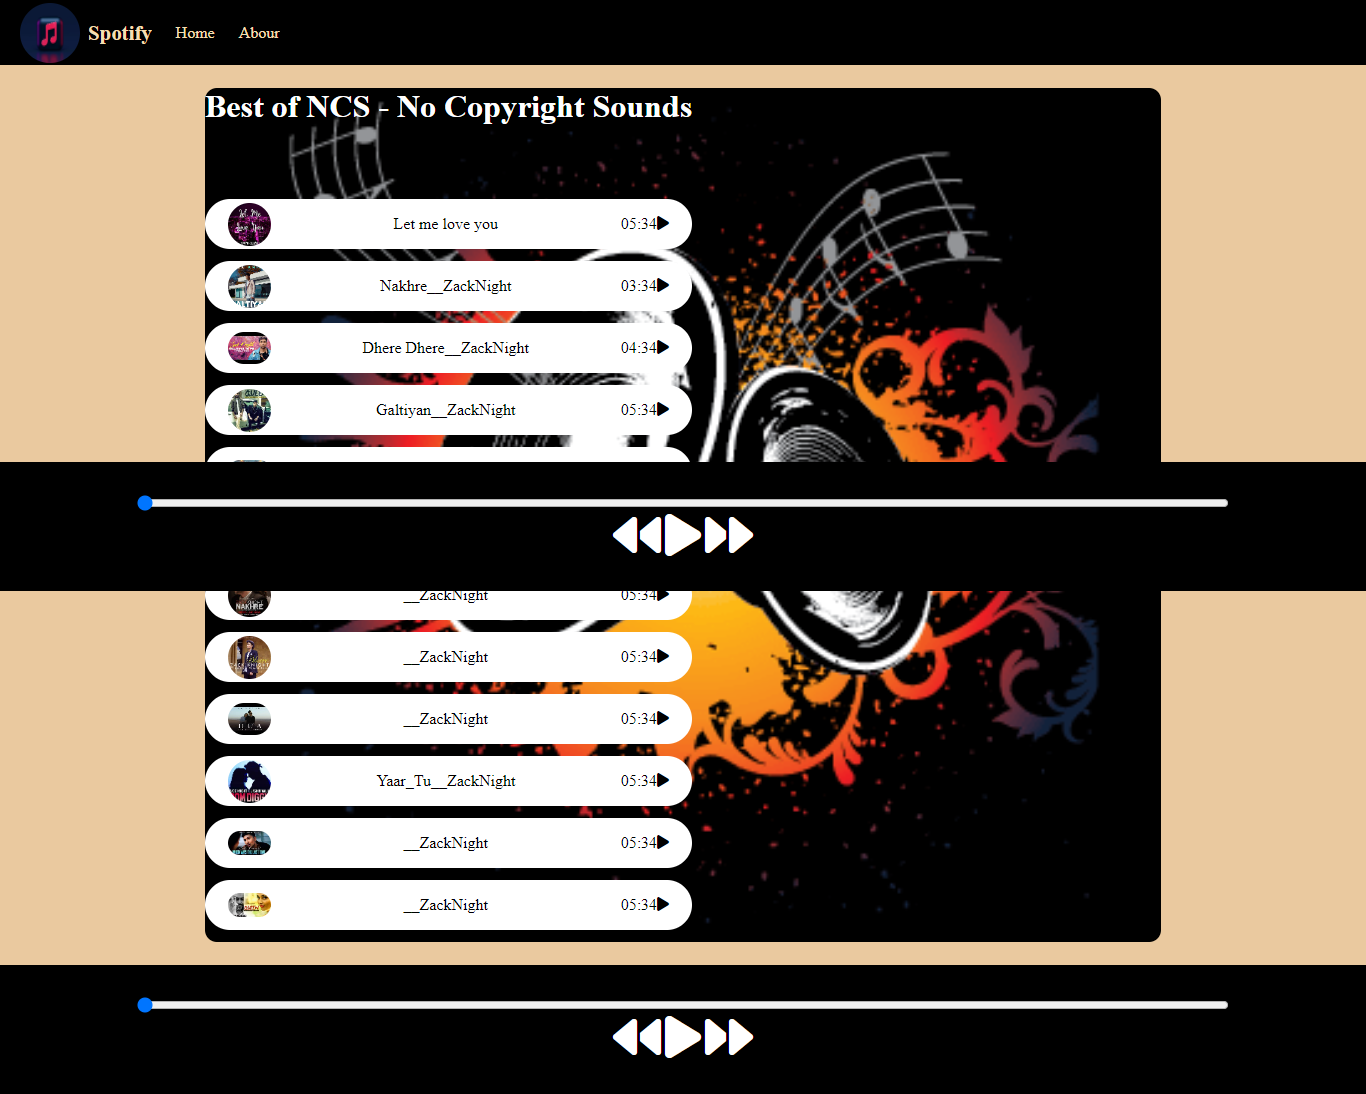 Spotify Home Abour
Best of NCS - No Copyright Sounds
Let me love you 05:34
Nakhre__ZackNight 03:34
Dhere Dhere__ZackNight 04:34
Galtiyan__ZackNight 05:34
__ZackNight 05:34
NAKHRE
__ZackNight 05:34
__ZackNight 05:34
Yaar_Tu__ZackNight 05:34
__ZackNight 05:34
__ZackNight 05:34